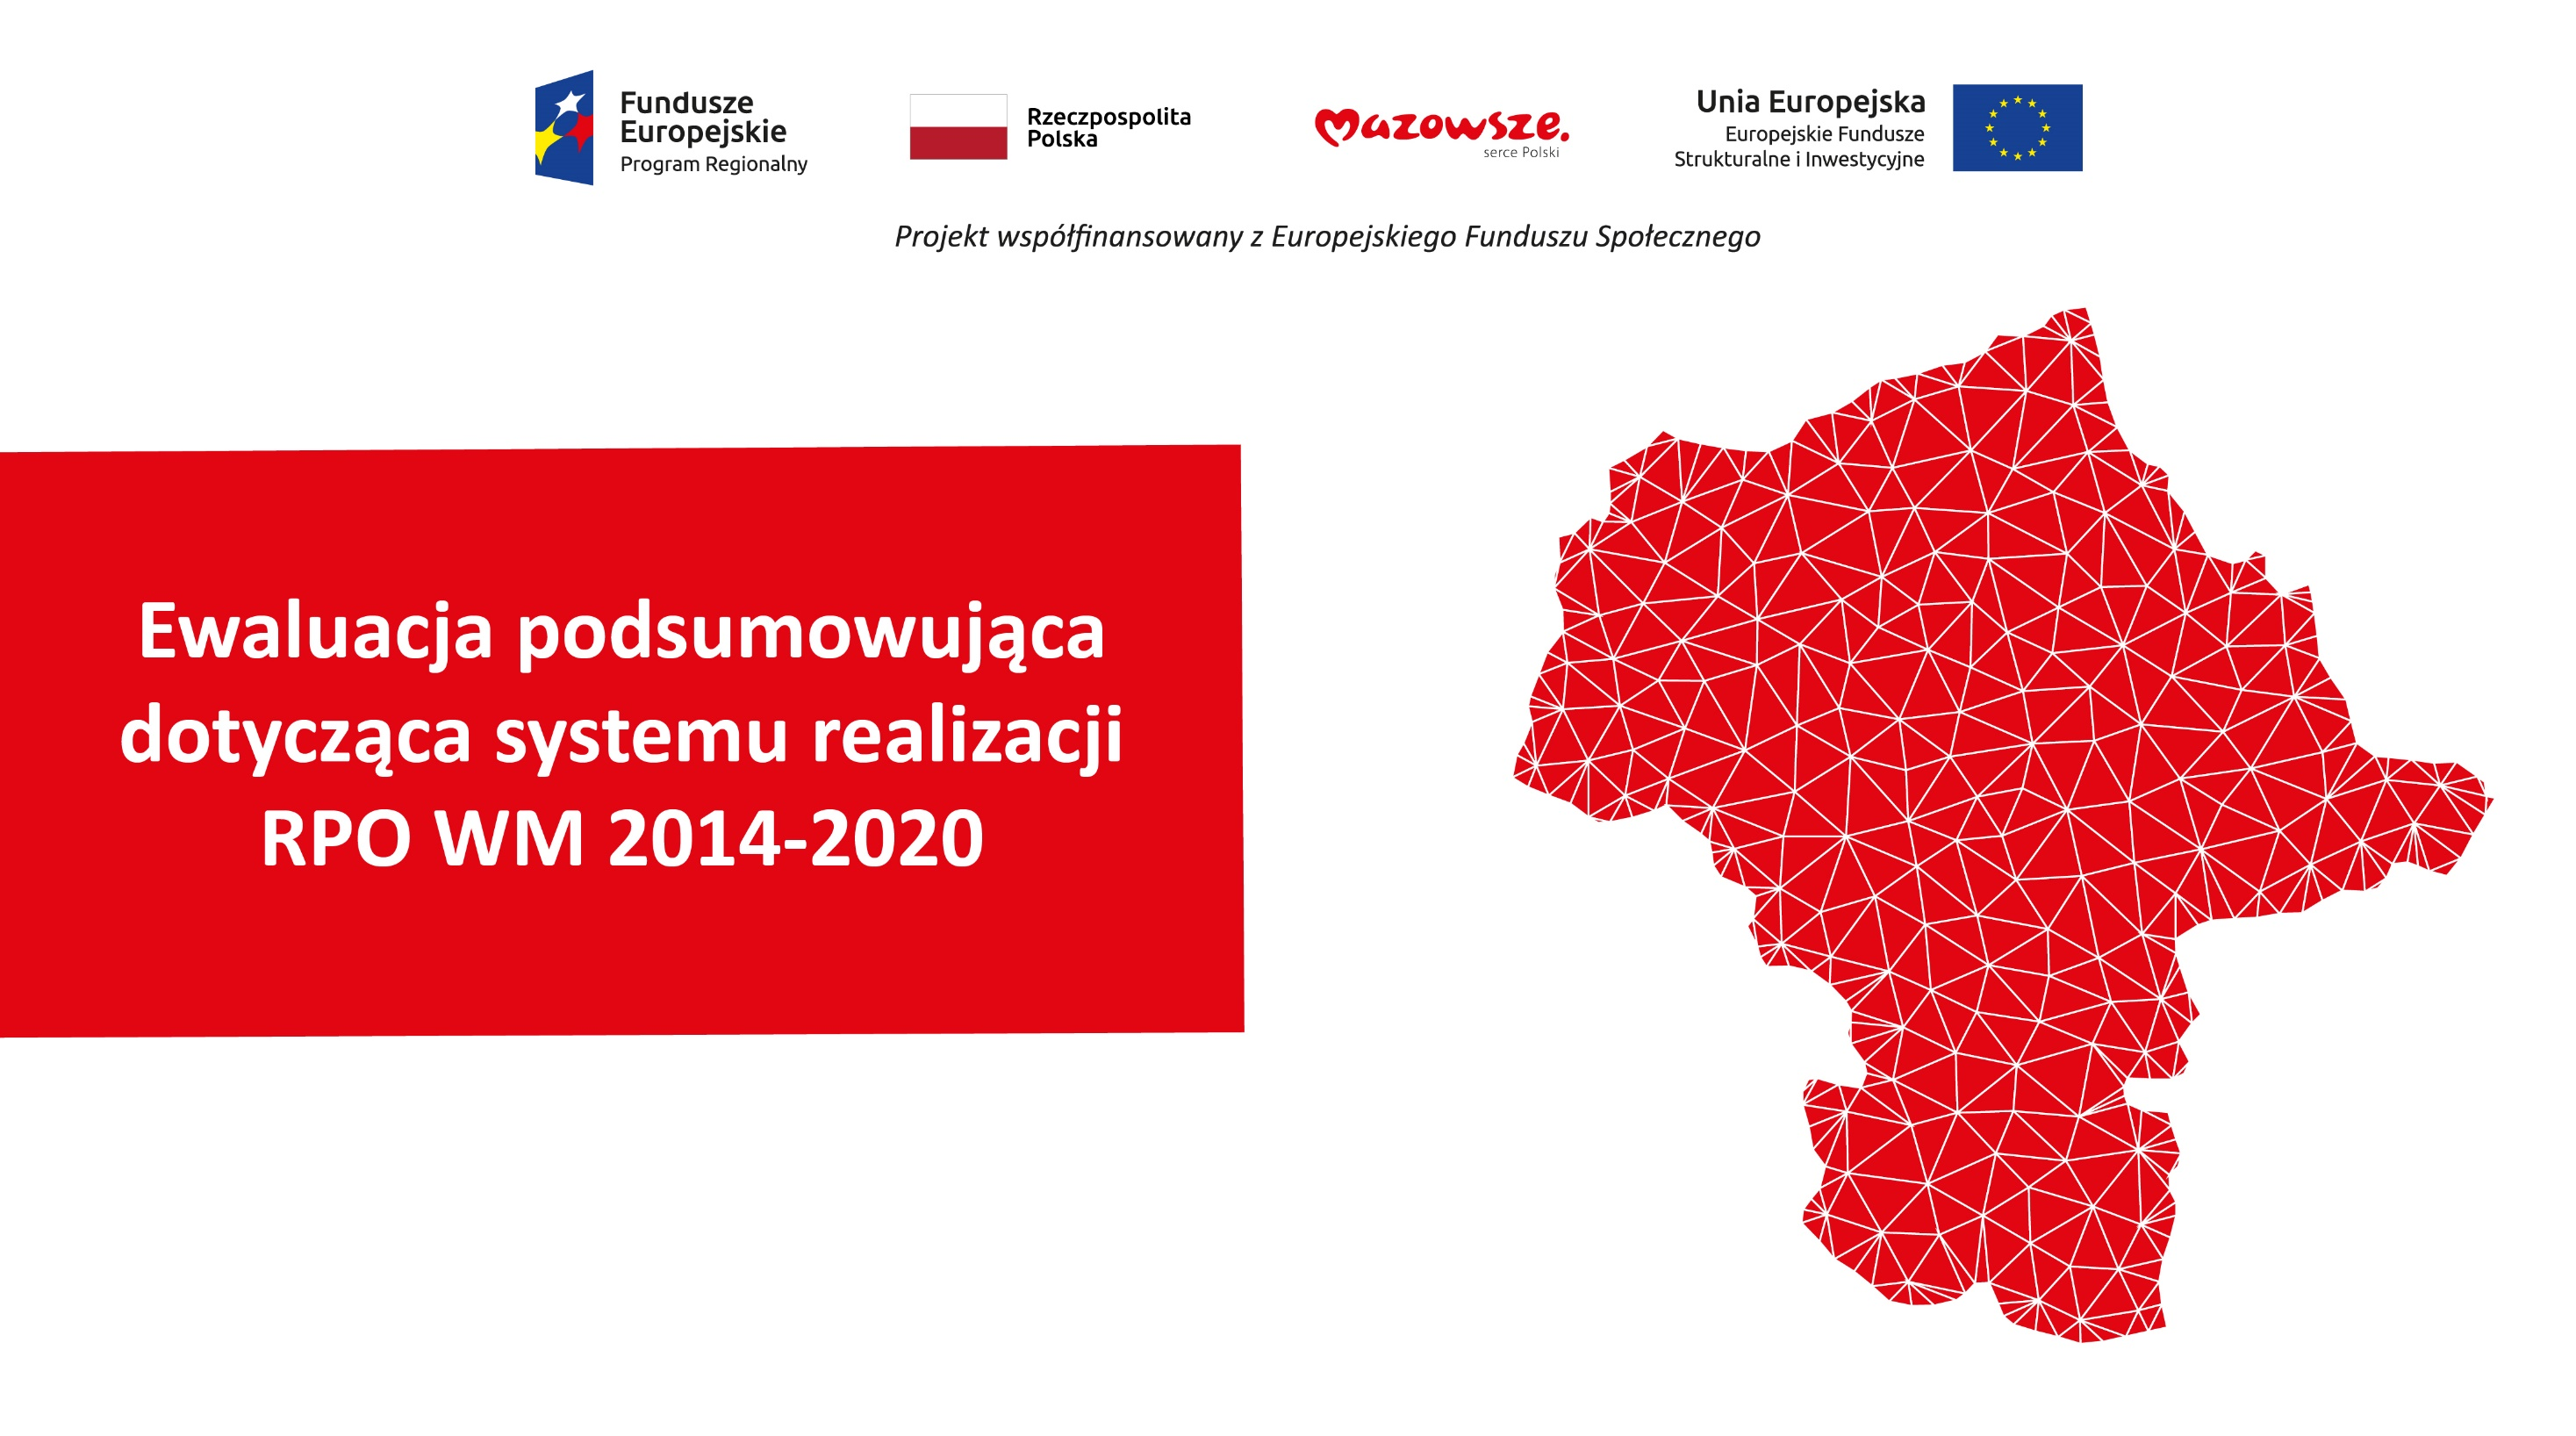 Fundusze
Europejskie
Program Regionalny
Rzeczpospolita
Polska
mazowsze.
serce Polski
Unia Europejska
Europejskie Fundusze
Strukturalne i Inwestycyjne
Projekt współfinansowany z Europejskiego Funduszu Społecznego
Ewaluacja podsumowująca
dotycząca systemu realizacji
RPO WM 2014-2020